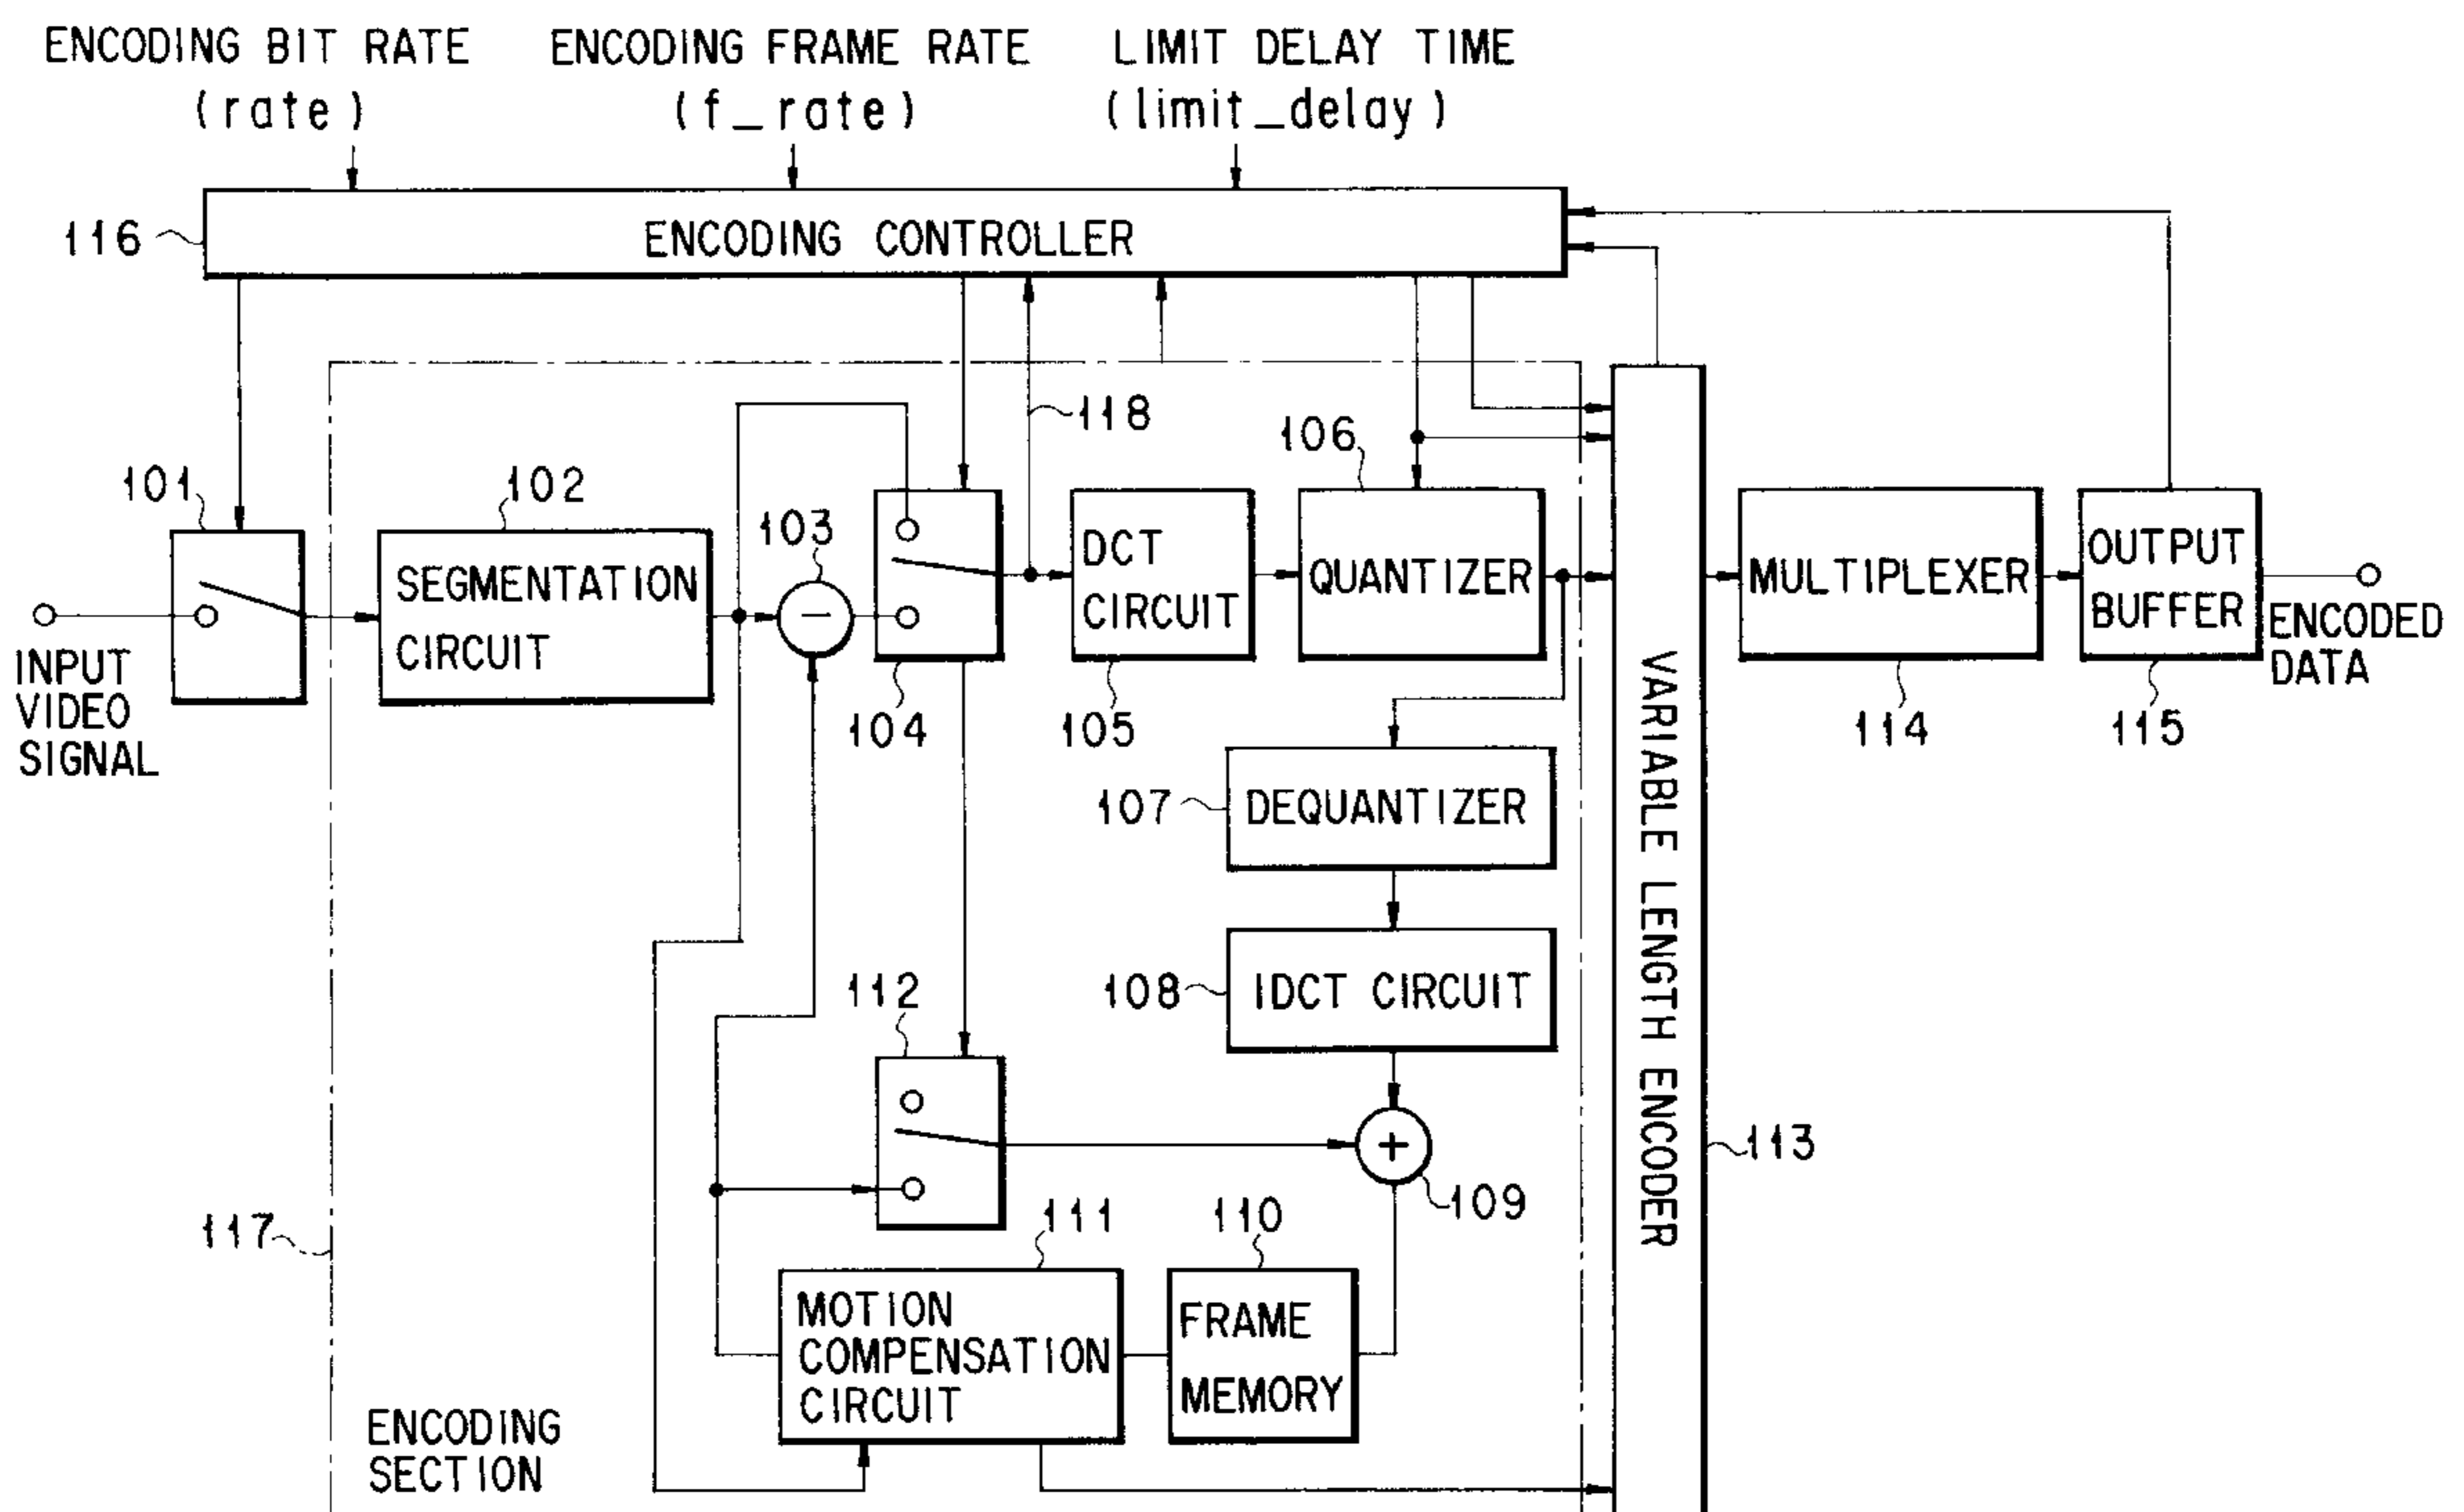 ENCODING BIT RATE
(rate)
ENCODING FRAME RATE
(f_rate)
LIMIT DELAY TIME
(limit_delay)
116
ENCODING CONTROLLER
118
106
101
102
103
SEGMENTATION
CIRCUIT
DCT
CIRCUIT
QUANTIZER
MULTIPLEXER
OUTPUT
BUFFER
INPUT
VIDEO
SIGNAL
ENCODED
DATA
104
105
114
115
VARIABLE LENGTH ENCODER
107
DEQUANTIZER
108
IDCT CIRCUIT
112
+
113
109
117
111
110
MOTION
COMPENSATION
CIRCUIT
FRAME
MEMORY
ENCODING
SECTION